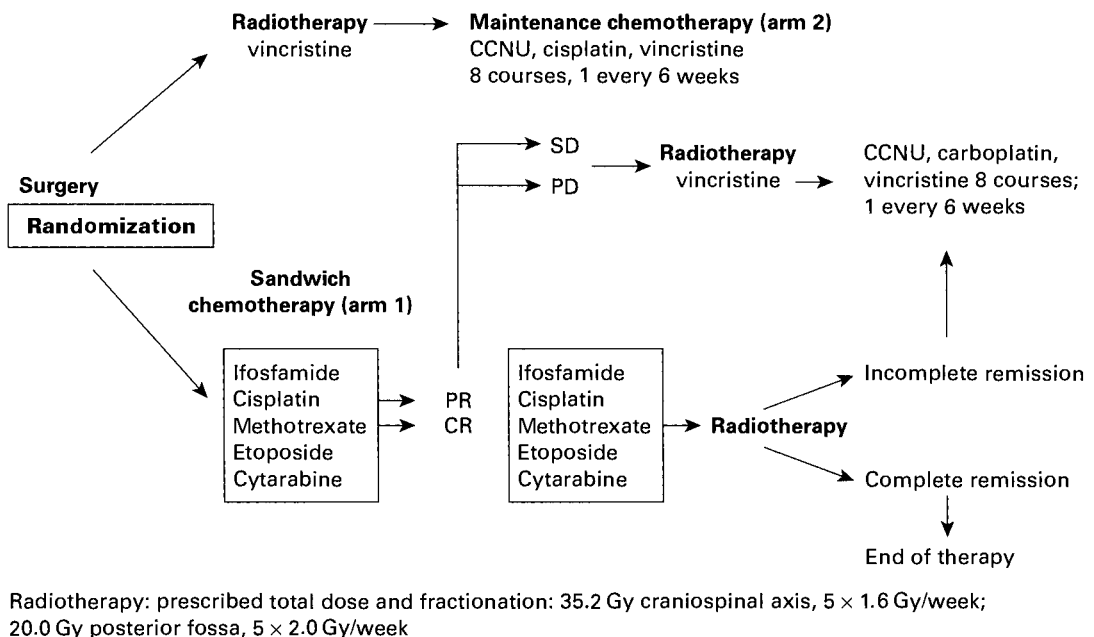 Radiotherapy
vincristine
Maintenance chemotherapy (arm 2)
CCNU, cisplatin, vincristine
8 courses, 1 every 6 weeks
Surgery
Randomization
SD
PD
Radiotherapy
vincristine
CCNU, carboplatin,
vincristine 8 courses;
1 every 6 weeks
Sandwich
chemotherapy (arm 1)
Ifosfamide
Cisplatin
Methotrexate
Etoposide
Cytarabine
PR
CR
Ifosfamide
Cisplatin
Methotrexate
Etoposide
Cytarabine
Radiotherapy
Incomplete remission
Complete remission
End of therapy
Radiotherapy: prescribed total dose and fractionation: 35.2 Gy craniospinal axis, 5 × 1.6 Gy/week;
20.0 Gy posterior fossa, 5 × 2.0 Gy/week